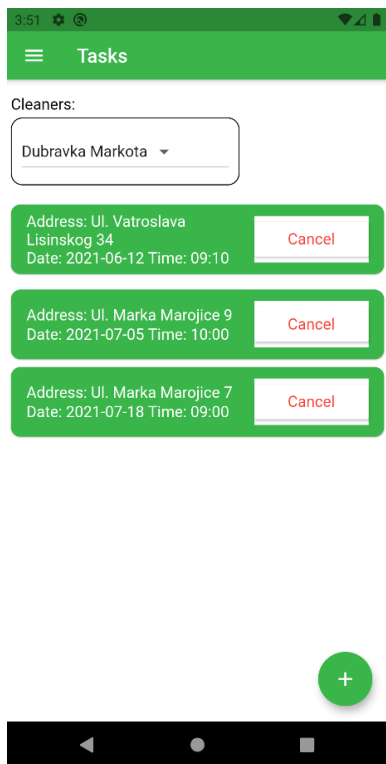 3:51
Tasks
Cleaners:
Dubravka Markota
Address: Ul. Vatroslava
Lisinskog 34
Date: 2021-06-12 Time: 09:10
Cancel
Address: Ul. Marka Marojice 9
Date: 2021-07-05 Time: 10:00
Cancel
Address: Ul. Marka Marojice 7
Date: 2021-07-18 Time: 09:00
Cancel
+